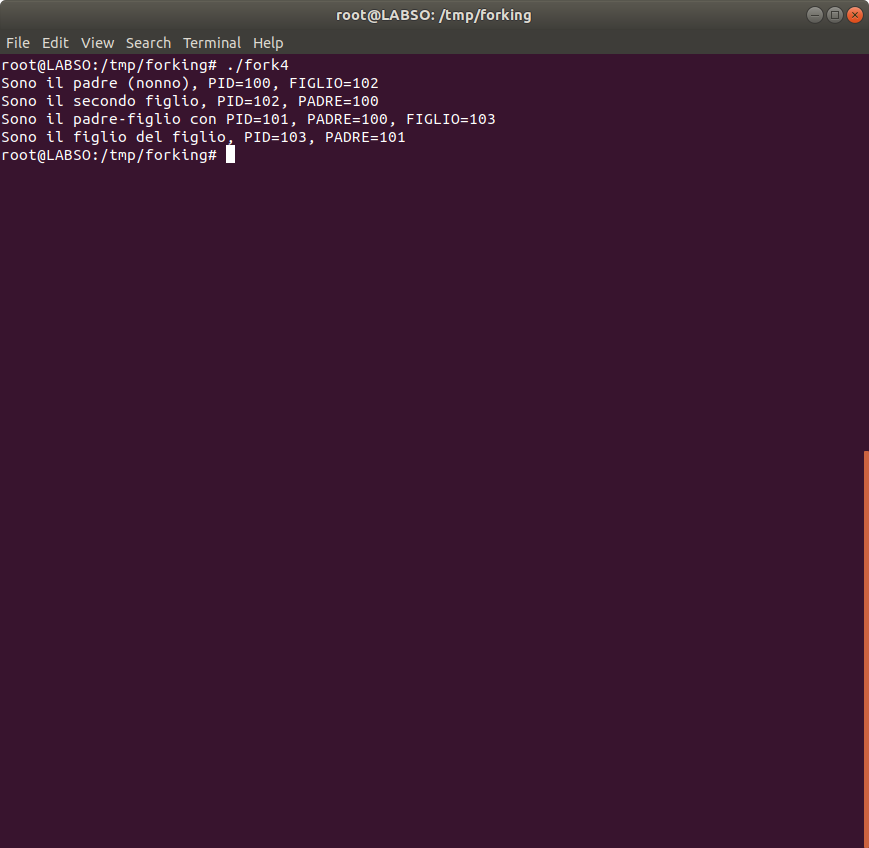 root@LABSO: /tmp/forking
File Edit View Search Terminal Help
root@LABSO:/tmp/forking# ./fork4
Sono il padre (nonno), PID=100, FIGLIO=102
Sono il secondo figlio, PID=102, PADRE=100
Sono il padre-figlio con PID=101, PADRE=100, FIGLIO=103
Sono il figlio del figlio, PID=103, PADRE=101
root@LABSO:/tmp/forking#